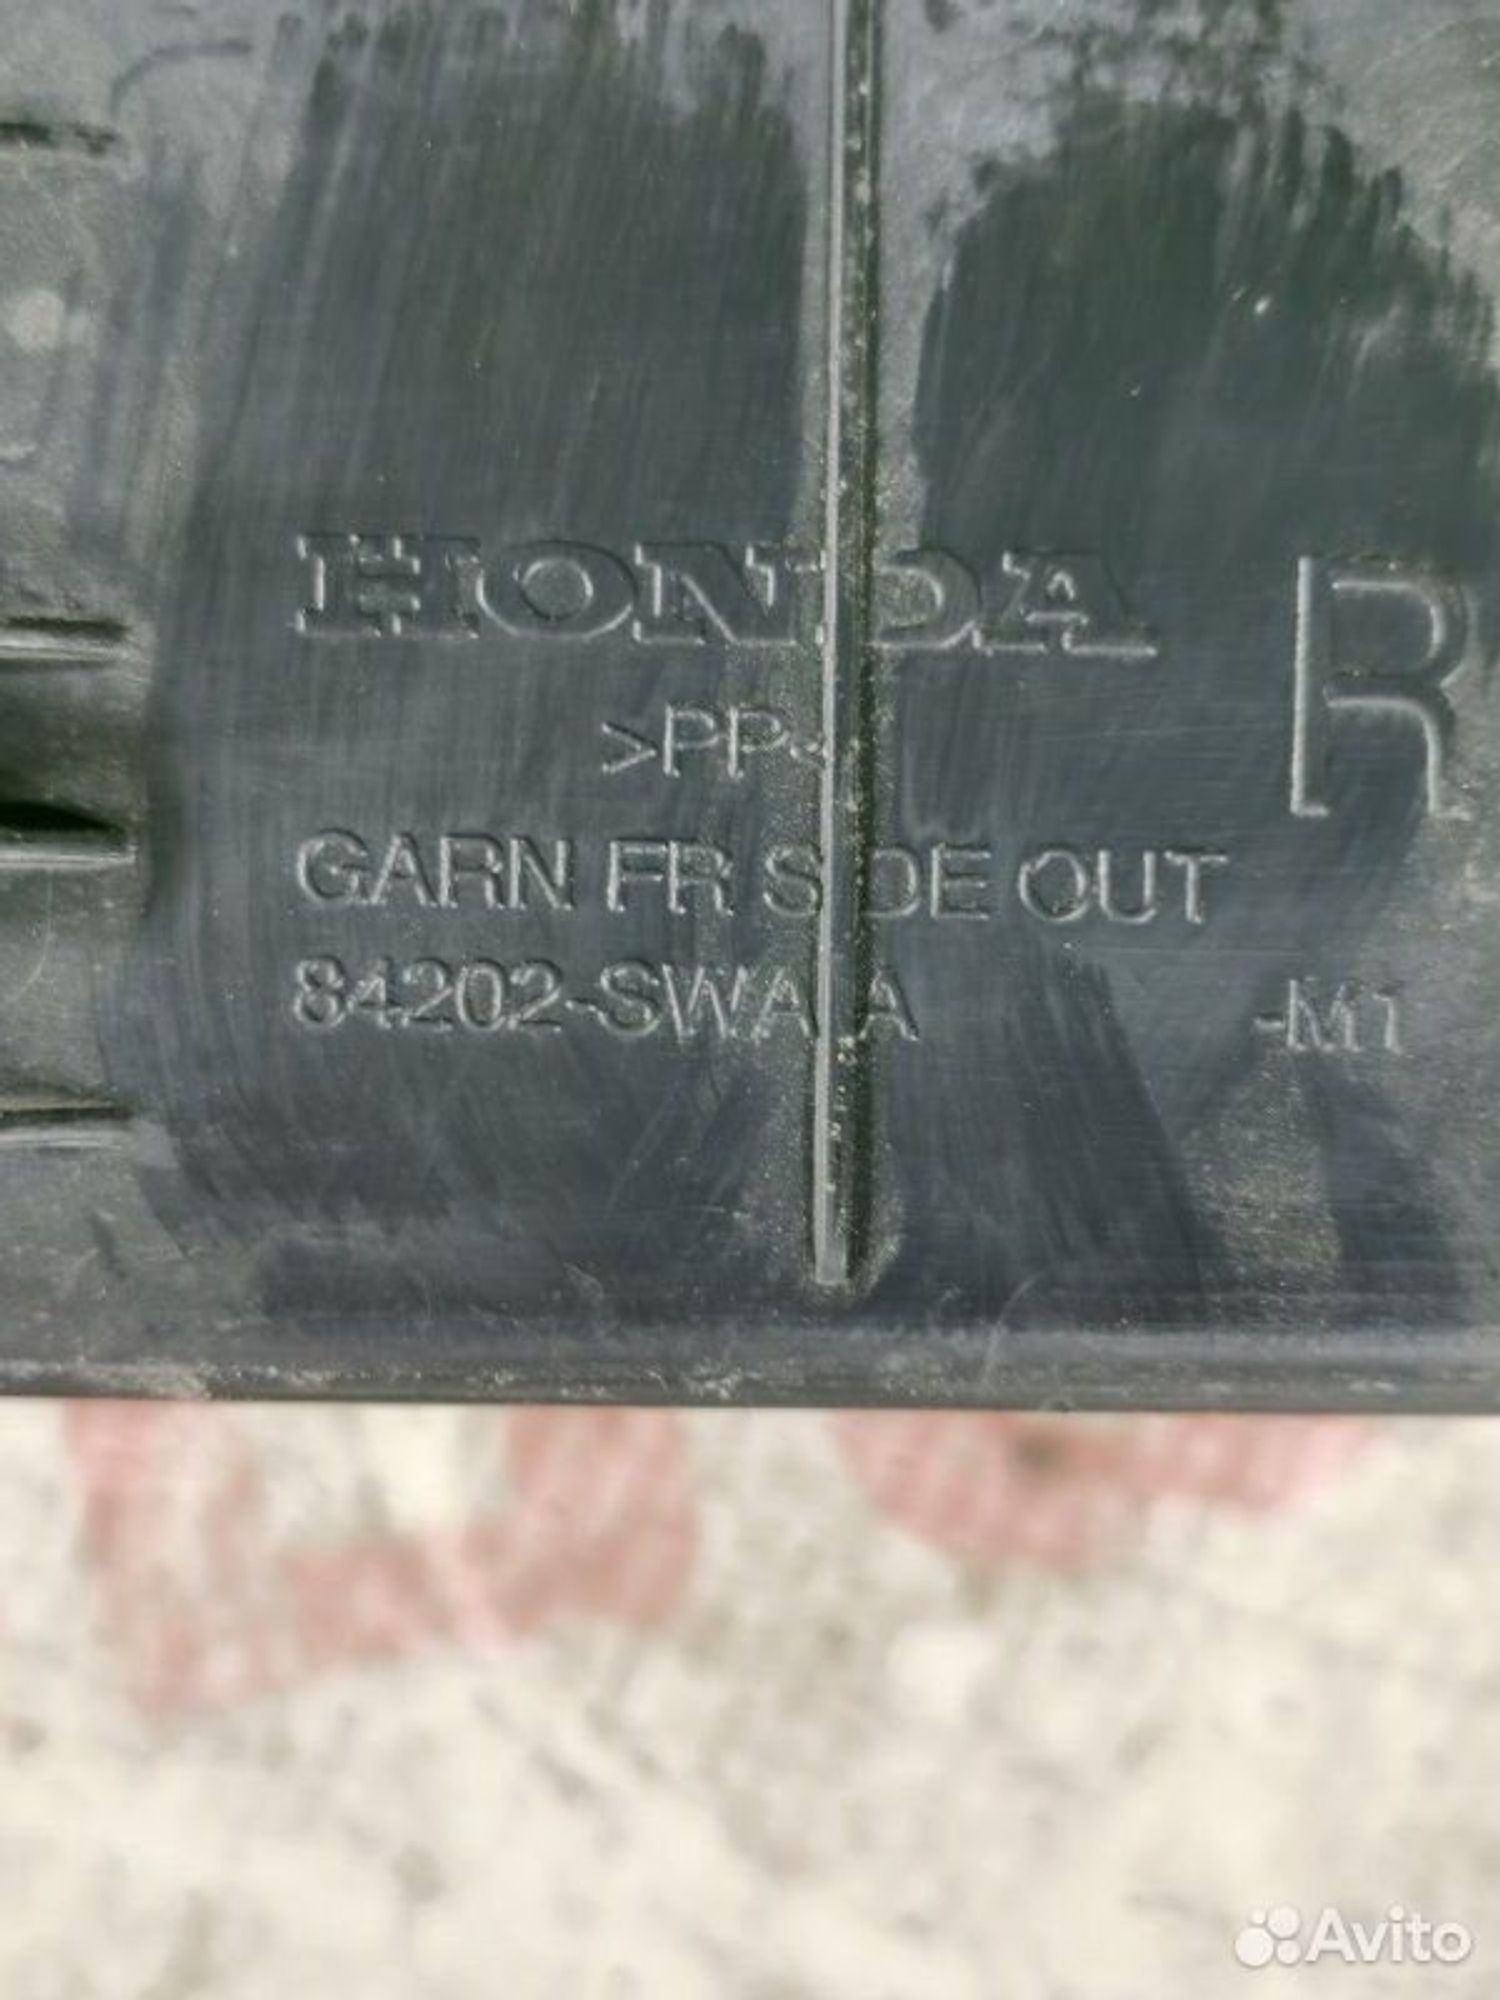 HONDA
R
>PP<
GARN FR SIDE OUT
84202-SWA-A
-M1
Avito